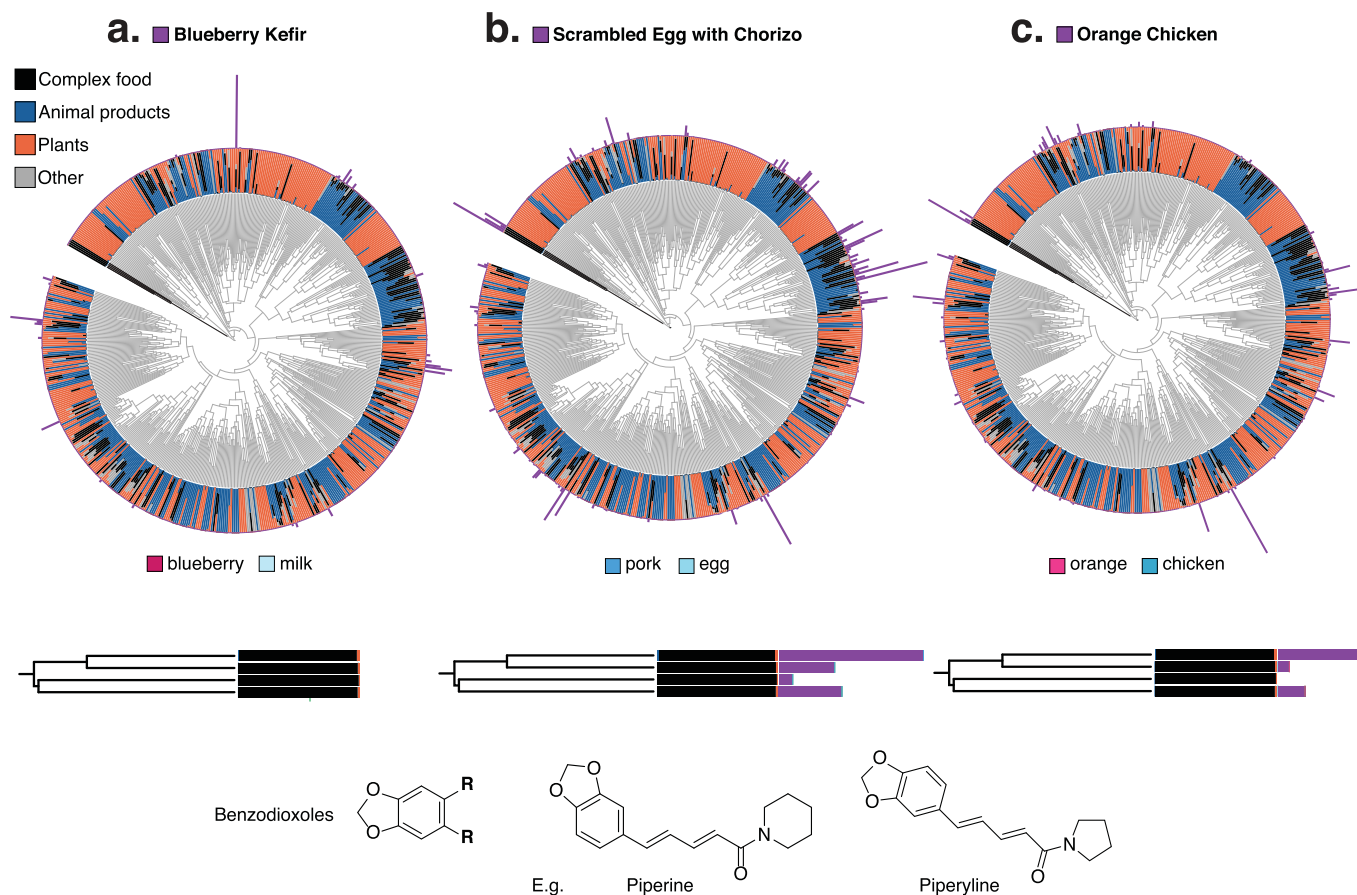 a. Blueberry Kefir
b. Scrambled Egg with Chorizo
c. Orange Chicken
Complex food
Animal products
Plants
Other
blueberry milk
pork egg
orange chicken
Benzodioxoles
O
O
R
R
O
O
N
O
O
O
N
O
E.g. Piperine Piperyline